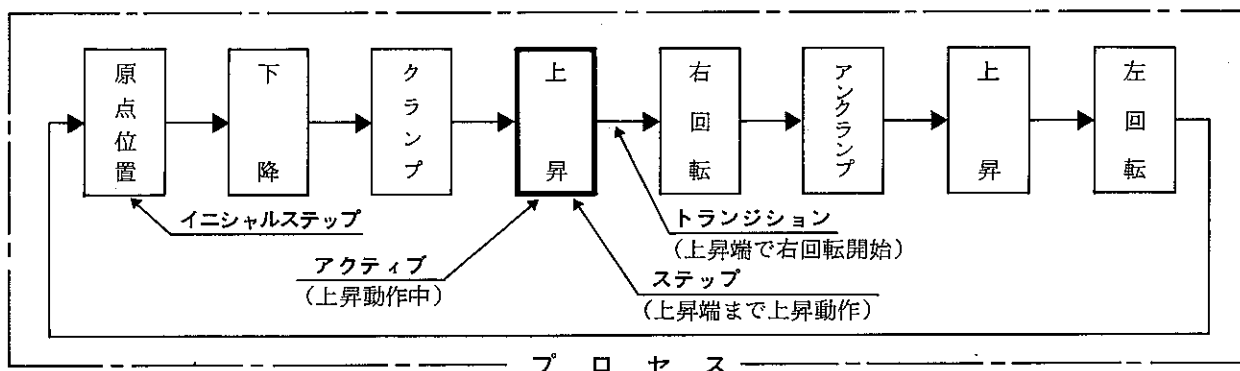 原点位置
下降
クランプ
上昇
右回転
アンクランプ
上昇
左回転
イニシャルステップ
トランジション
（上昇端で右回転開始）
アクティブ
（上昇動作中）
ステップ
（上昇端まで上昇動作）
プロセス